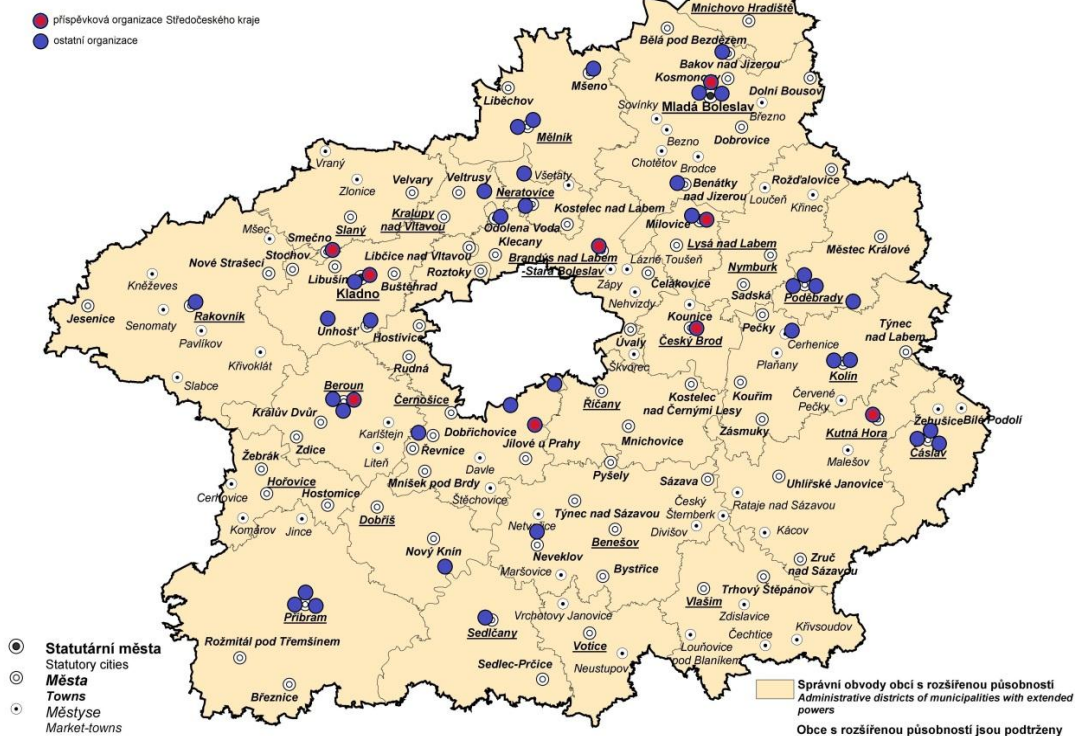 příspěvková organizace Středočeského kraje
ostatní organizace
Mnichovo Hradiště
Bělá pod Bezdězem
Bakov nad Jizerou
Kosmonosy
Mšeno
Dolní Bousov
Liběchov
Sovínky
Mladá Boleslav
Březno
Mělník
Bezno
Dobrovice
Chotětov
Brodce
Vraný
Všetaty
Rožďalovice
Zlonice
Velvary
Veltrusy
Neratovice
Benátky
nad Jizerou
Loučeň
Křinec
Kostelec nad Labem
Slaný
Kralupy
nad Vltavou
Odolena Voda
Milovice
Mšec
Smečno
Klecany
Lysá nad Labem
Městec Králové
Stochov
Libčice nad Vltavou
Brandýs nad Labem
-Stará Boleslav
Lázně Toušeň
Nymburk
Nové Strašecí
Libušín
Roztoky
Kněževes
Kladno
Buštěhrad
Zápy
Čelákovice
Sadská
Poděbrady
Nehvizdy
Jesenice
Senomaty
Rakovník
Kounice
Pavlíkov
Unhošť
Hostivice
Úvaly
Český Brod
Pečky
Cerhenice
Týnec
nad Labem
Křivoklát
Škvorec
Plaňany
Rudná
Kolín
Slabce
Beroun
Černošice
Říčany
Kostelec
nad Černými Lesy
Kouřim
Červené
Pečky
Králův Dvůr
Karlštejn
Dobřichovice
Jílové u Prahy
Mnichovice
Zásmuky
Kutná Hora
Žehušice
Bílé Podolí
Zdice
Řevnice
Čáslav
Žebrák
Liteň
Davle
Malešov
Hořovice
Mníšek pod Brdy
Pyšely
Sázava
Uhlířské Janovice
Cerhovice
Hostomice
Štěchovice
Český
Šternberk
Rataje nad Sázavou
Komárov
Jince
Dobříš
Netvořice
Týnec nad Sázavou
Divišov
Kácov
Nový Knín
Benešov
Neveklov
Zruč
nad Sázavou
Maršovice
Bystřice
Trhový Štěpánov
Vlašim
Příbram
Vrchotovy Janovice
Zdislavice
Sedlčany
Křivsoudov
Rožmitál pod Třemšínem
Votice
Louňovice
pod Blaníkem
Čechtice
Sedlec-Prčice
Neustupov
Březnice
Statutární města
Statutory cities
Města
Towns
Městyse
Market-towns
Správní obvody obcí s rozšířenou působností
Administrative districts of municipalities with extended
powers
Obce s rozšířenou působností jsou podtrženy